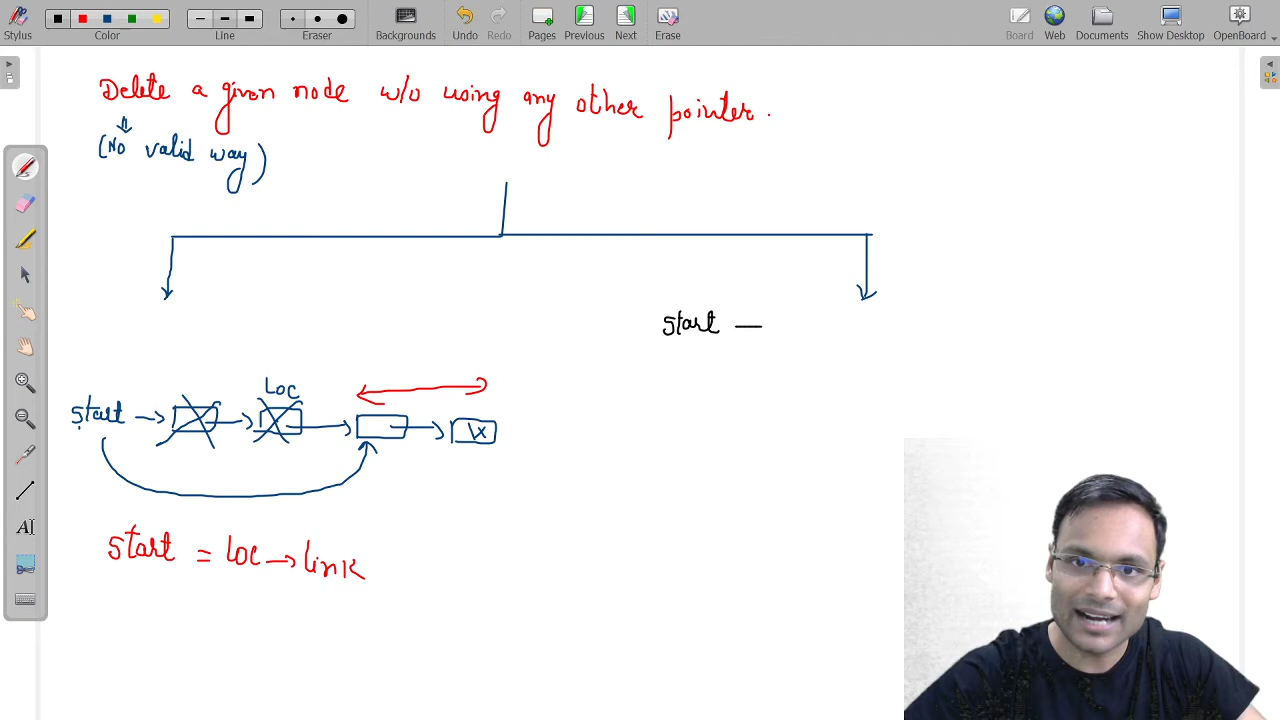 Stylus
Color
Line
Eraser
Backgrounds
Undo
Redo
Pages
Previous
Next
Erase
Board
Web
Documents
Show Desktop
OpenBoard
Delete a given node w/o using any other pointer.
(No valid way)
start —
Loc
start
start = Loc → link